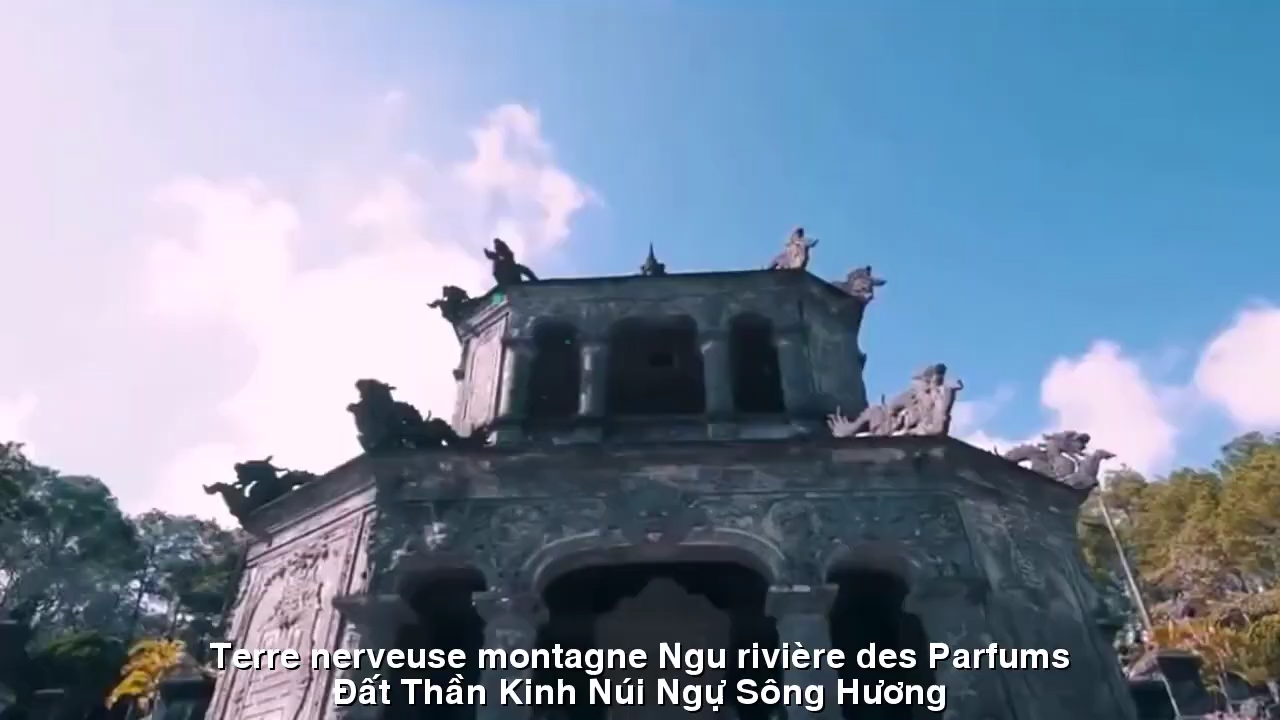 Terre nerveuse montagne Ngu rivière des Parfums
Đất Thần Kinh Núi Ngự Sông Hương